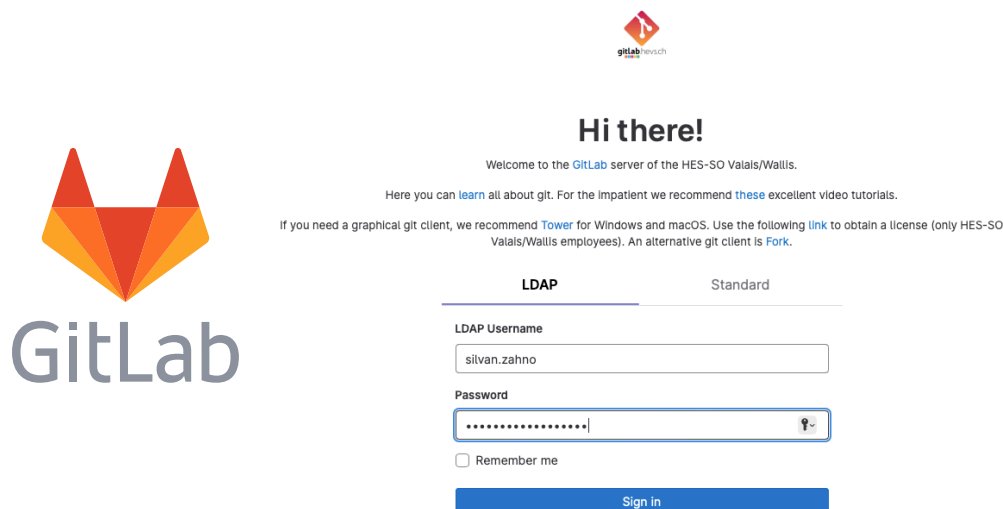 gitlab.hevs.ch
Hi there!
Welcome to the GitLab server of the HES-SO Valais/Wallis.
Here you can learn all about git. For the impatient we recommend these excellent video tutorials.
If you need a graphical git client, we recommend Tower for Windows and macOS. Use the following link to obtain a license (only HES-SO
Valais/Wallis employees). An alternative git client is Fork.
GitLab
LDAP
Standard
LDAP Username
silvan.zahno
Password
••••••••••••••••••
Remember me
Sign in